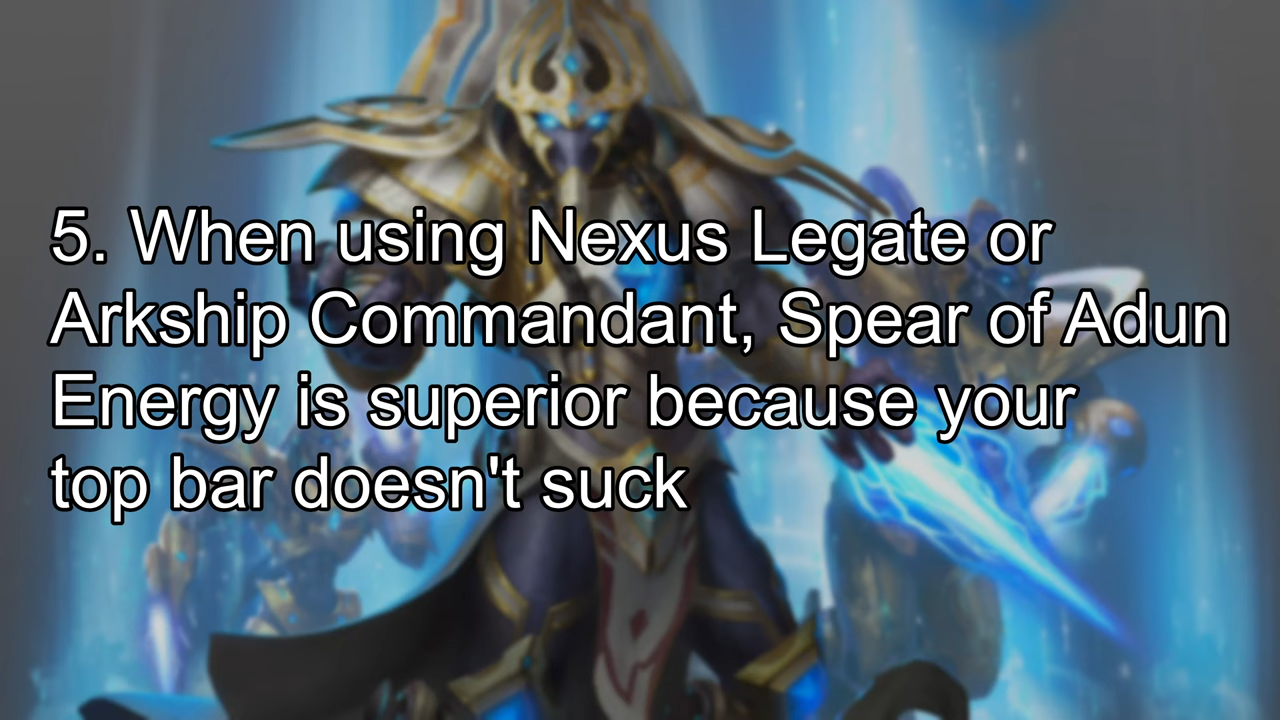 5. When using Nexus Legate or
Arkship Commandant, Spear of Adun
Energy is superior because your
top bar doesn't suck